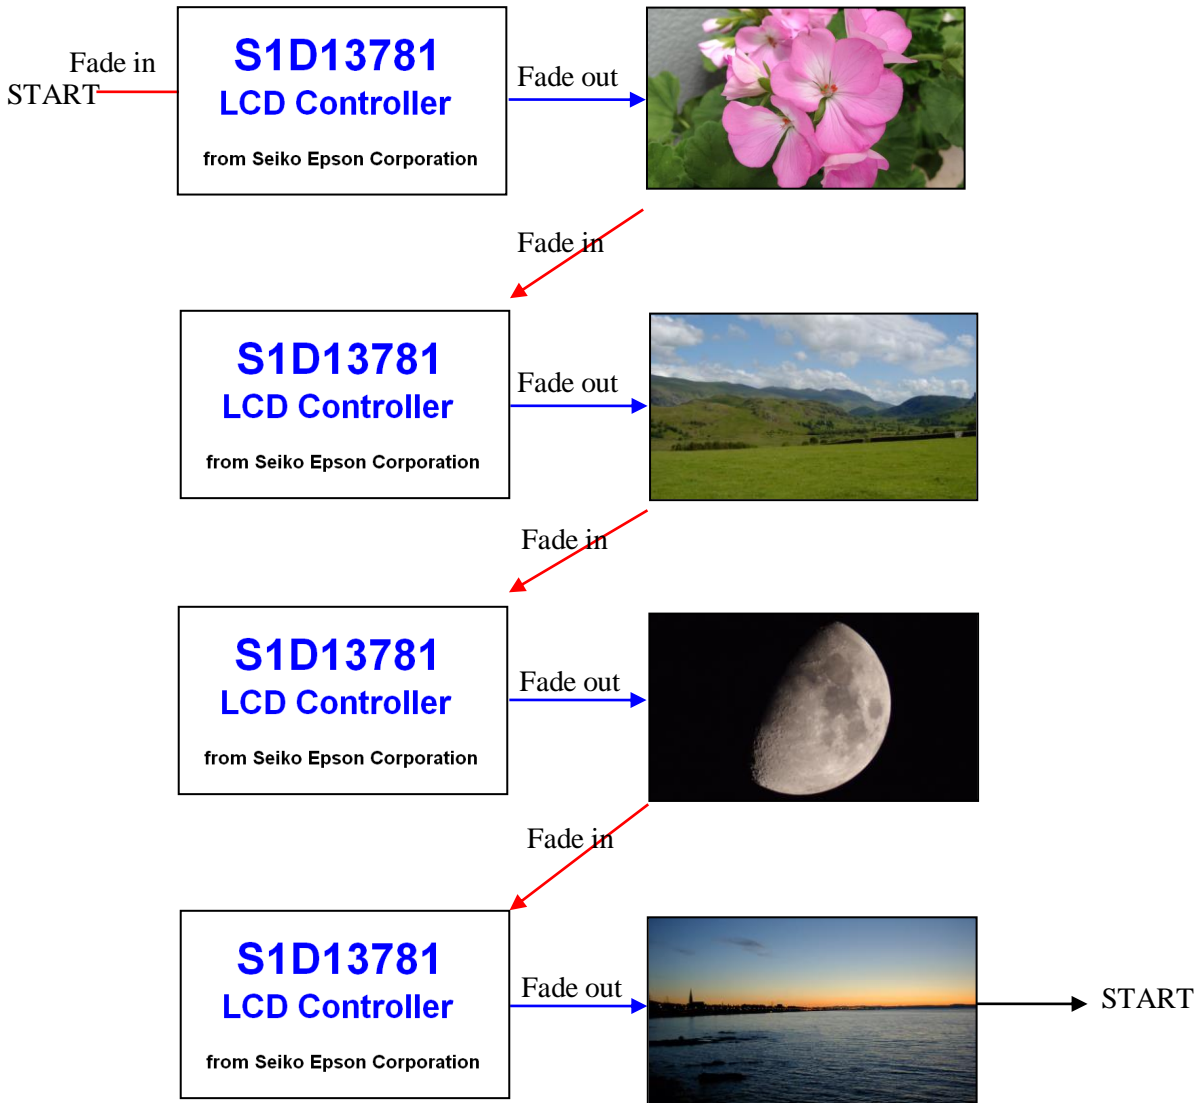 Fade in
START
S1D13781
LCD Controller
from Seiko Epson Corporation
Fade out
Fade in
S1D13781
LCD Controller
from Seiko Epson Corporation
Fade out
Fade in
S1D13781
LCD Controller
from Seiko Epson Corporation
Fade out
Fade in
S1D13781
LCD Controller
from Seiko Epson Corporation
Fade out
START